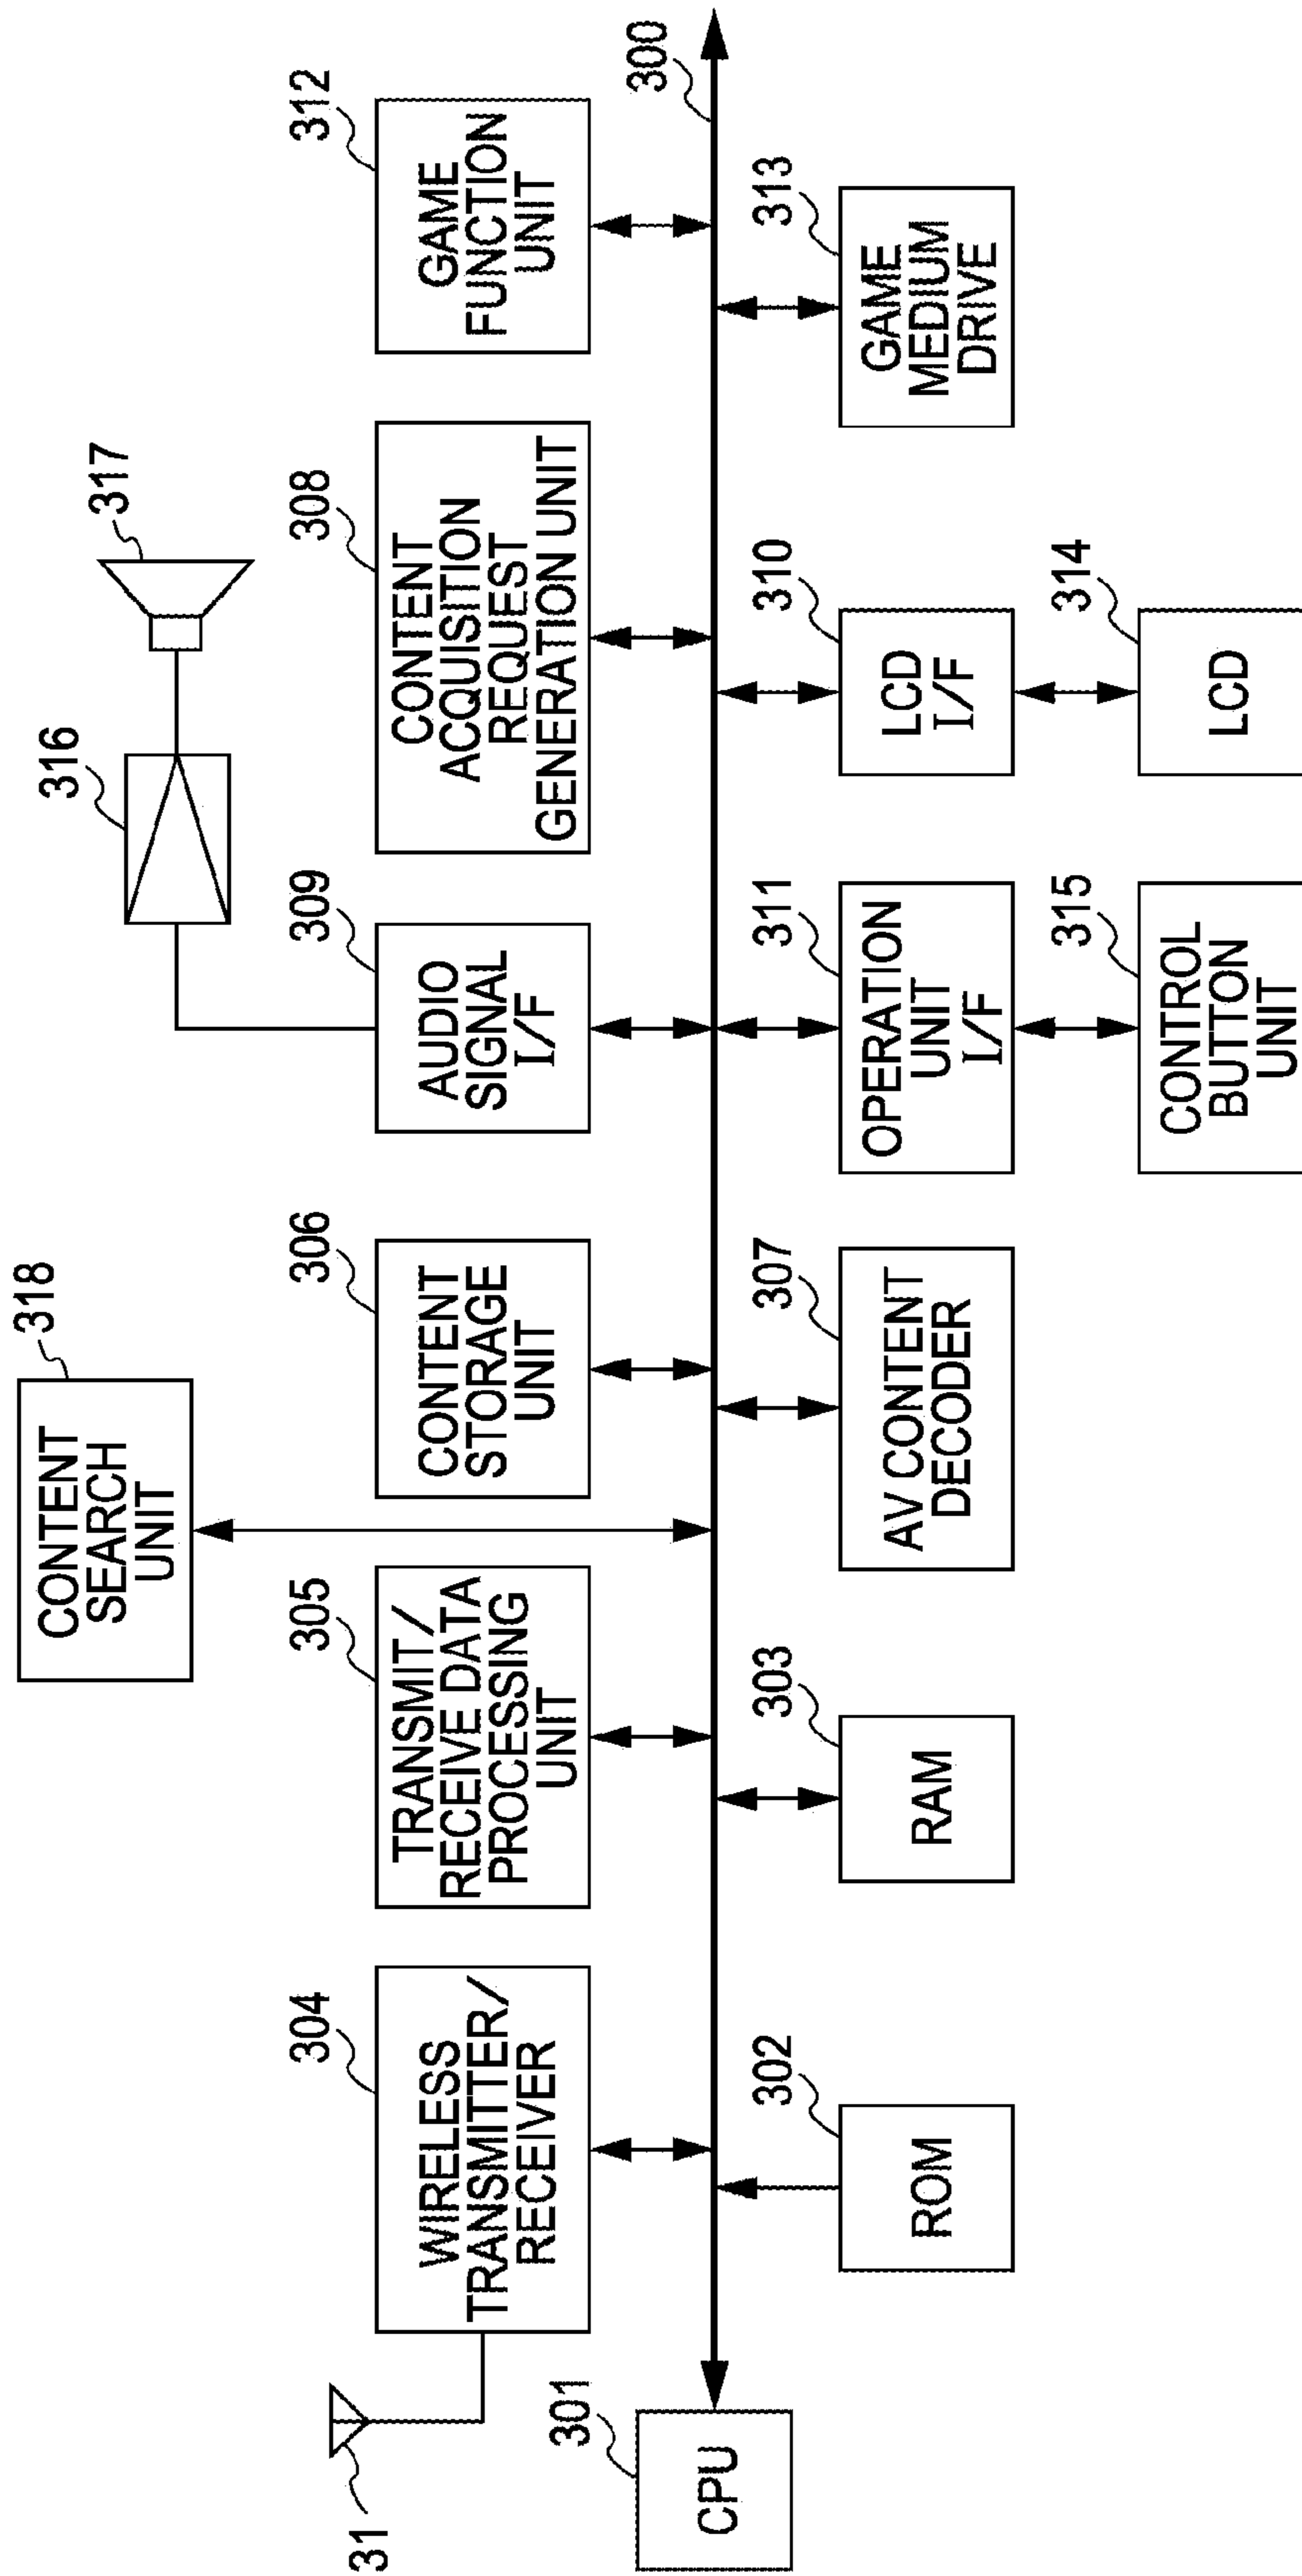 318
CONTENT
SEARCH
UNIT
316
317
31
304
WIRELESS
TRANSMITTER/
RECEIVER
305
TRANSMIT/
RECEIVE DATA
PROCESSING
UNIT
306
CONTENT
STORAGE
UNIT
309
AUDIO
SIGNAL
I/F
308
CONTENT
ACQUISITION
REQUEST
GENERATION UNIT
312
GAME
FUNCTION
UNIT
301
CPU
300
302
ROM
303
RAM
307
AV CONTENT
DECODER
311
OPERATION
UNIT
I/F
310
LCD
I/F
313
GAME
MEDIUM
DRIVE
315
CONTROL
BUTTON
UNIT
314
LCD